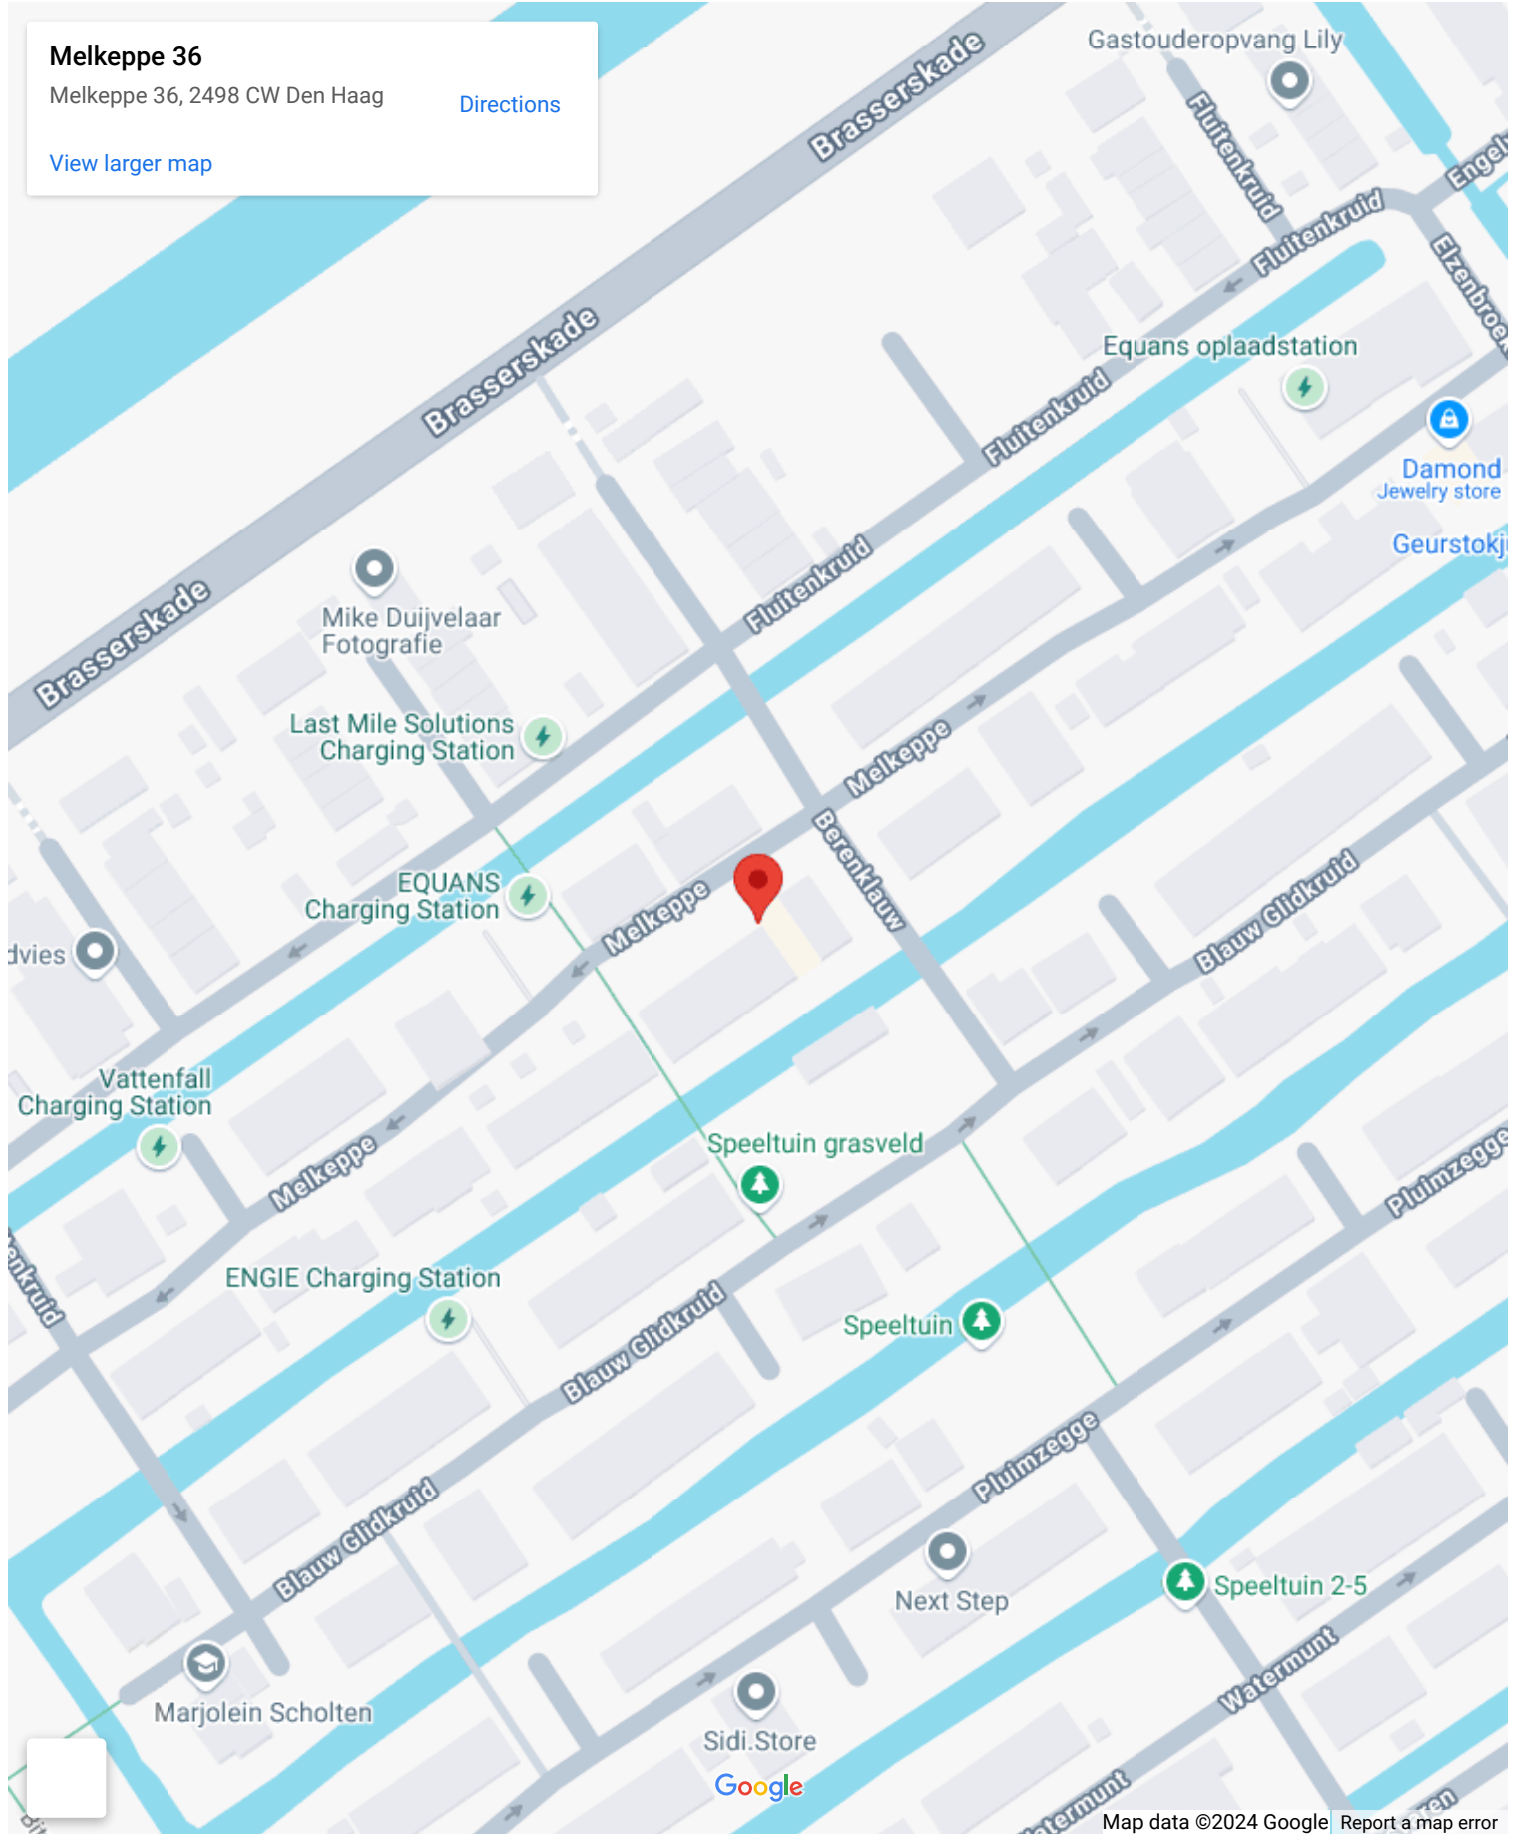 Melkeppe 36
Melkeppe 36, 2498 CW Den Haag
Directions
View larger map
Gastouderopvang Lily
Brasserskade
Fluitenkruid
Engelv
Fluitenkruid
Elzenbroek
Brasserskade
Equans oplaadstation
Fluitenkruid
Damond
Jewelry store
Geurstokj
Fluitenkruid
Brasserskade
Mike Duijvelaar
Fotografie
Last Mile Solutions
Charging Station
Melkeppe
Berenklauw
EQUANS
Charging Station
Melkeppe
Blauw Glidkruid
dvies
Vattenfall
Charging Station
Melkeppe
Speeltuin grasveld
Pluimzegge
enkruid
ENGIE Charging Station
Blauw Glidkruid
Speeltuin
Pluimzegge
Blauw Glidkruid
Next Step
Speeltuin 2-5
Marjolein Scholten
Watermunt
Sidi.Store
Google
atermunt
Map data ©2024 Google
Report a map error